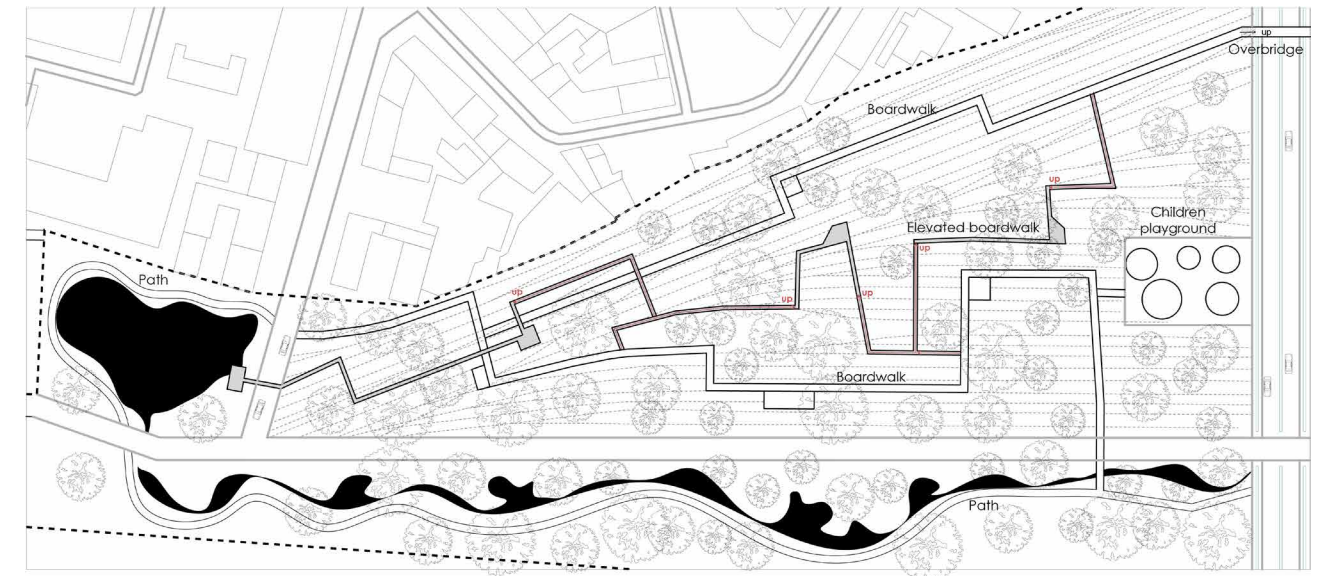 up
Overbridge
Boardwalk
up
Children
playground
Elevated boardwalk
up
Path
up
up
up
Boardwalk
Path